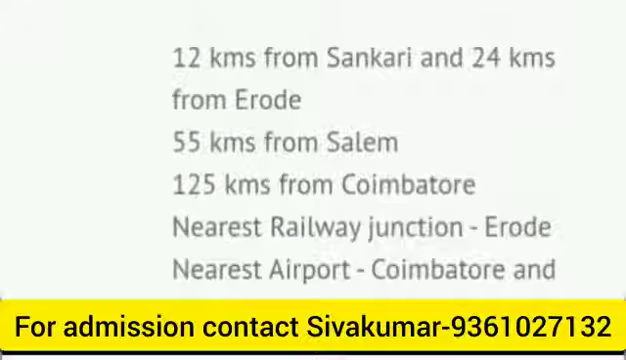 12 kms from Sankari and 24 kms
from Erode
55 kms from Salem
125 kms from Coimbatore
Nearest Railway junction - Erode
Nearest Airport - Coimbatore and
For admission contact Sivakumar-9361027132